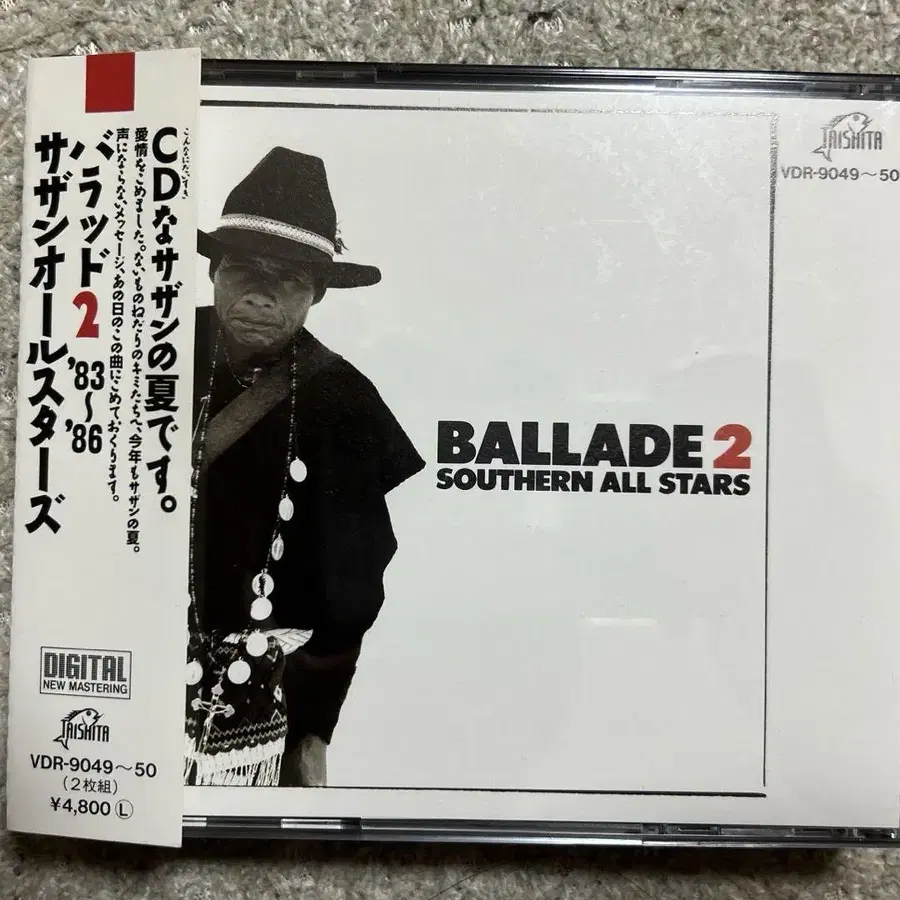 こんなにだいすき
CDなサザンの夏です。
愛情をこめました。ないものねだりのキミたちへ、今年もサザンの夏。
声にならないメッセージ、あの日のこの曲にこめておくります。
バラッド2 '83〜'86
サザンオールスターズ
DIGITAL
NEW MASTERING
TAISHITA
VDR-9049〜50
(2枚組)
¥4,800 Ⓛ
TAISHITA
VDR-9049〜50
BALLADE 2
SOUTHERN ALL STARS